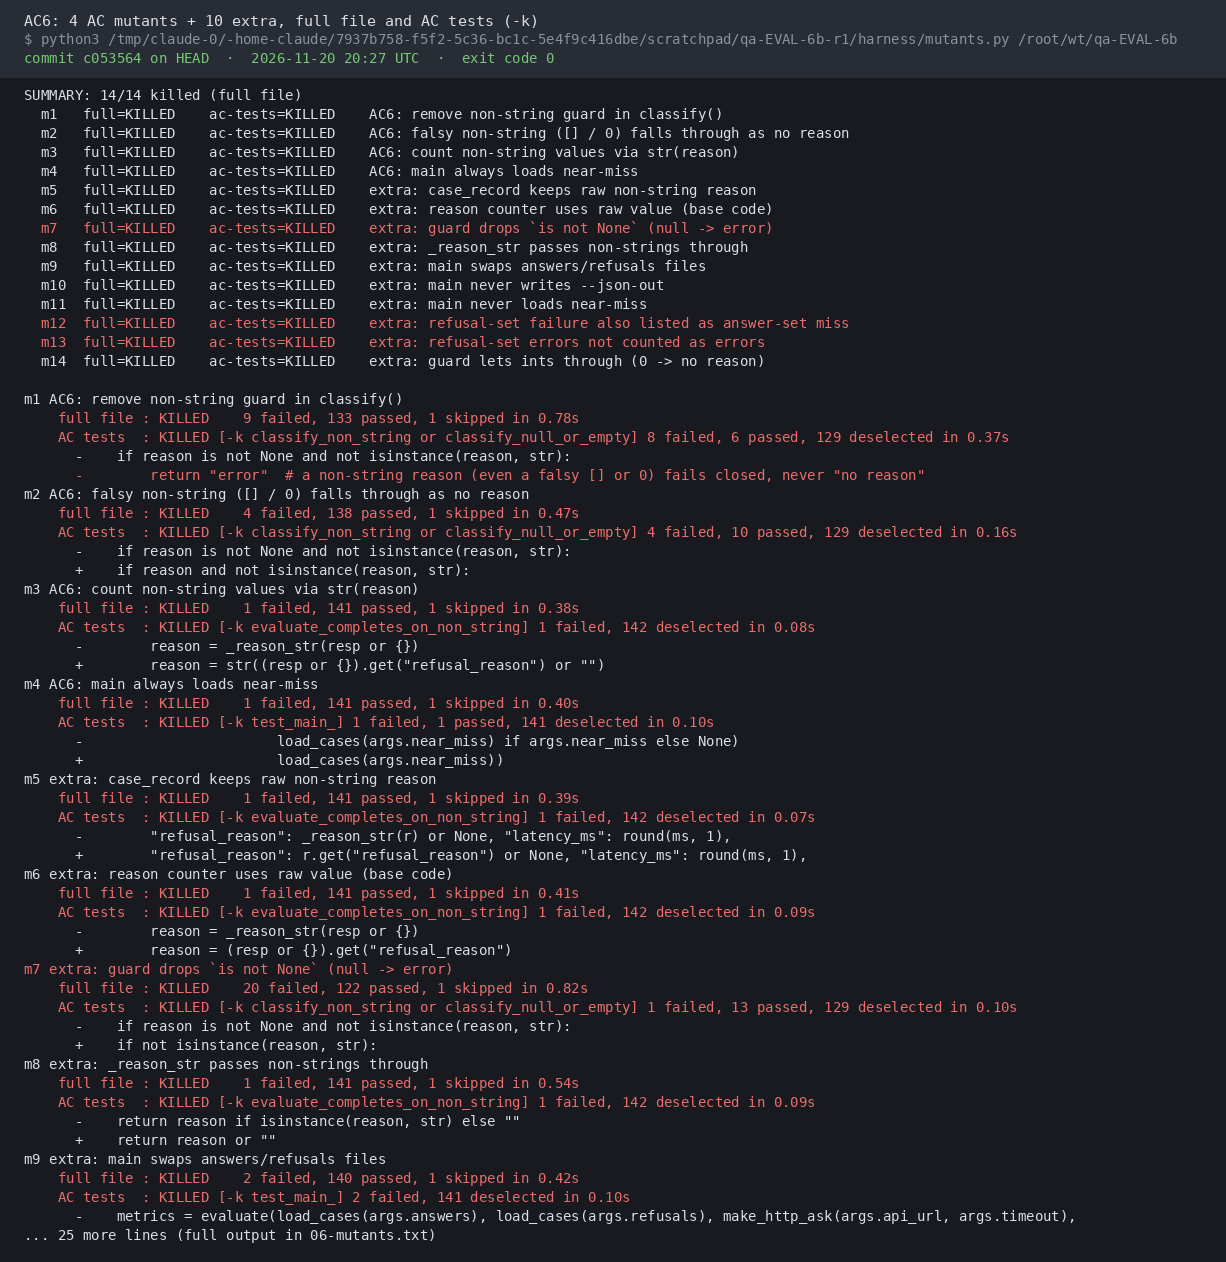 AC6: 4 AC mutants + 10 extra, full file and AC tests (-k)
$ python3 /tmp/claude-0/-home-claude/7937b758-f5f2-5c36-bc1c-5e4f9c416dbe/scratchpad/qa-EVAL-6b-r1/harness/mutants.py /root/wt/qa-EVAL-6b
commit c053564 on HEAD  ·  2026-11-20 20:27 UTC  ·  exit code 0
SUMMARY: 14/14 killed (full file)
  m1   full=KILLED    ac-tests=KILLED    AC6: remove non-string guard in classify()
  m2   full=KILLED    ac-tests=KILLED    AC6: falsy non-string ([] / 0) falls through as no reason
  m3   full=KILLED    ac-tests=KILLED    AC6: count non-string values via str(reason)
  m4   full=KILLED    ac-tests=KILLED    AC6: main always loads near-miss
  m5   full=KILLED    ac-tests=KILLED    extra: case_record keeps raw non-string reason
  m6   full=KILLED    ac-tests=KILLED    extra: reason counter uses raw value (base code)
  m7   full=KILLED    ac-tests=KILLED    extra: guard drops `is not None` (null -> error)
  m8   full=KILLED    ac-tests=KILLED    extra: _reason_str passes non-strings through
  m9   full=KILLED    ac-tests=KILLED    extra: main swaps answers/refusals files
  m10  full=KILLED    ac-tests=KILLED    extra: main never writes --json-out
  m11  full=KILLED    ac-tests=KILLED    extra: main never loads near-miss
  m12  full=KILLED    ac-tests=KILLED    extra: refusal-set failure also listed as answer-set miss
  m13  full=KILLED    ac-tests=KILLED    extra: refusal-set errors not counted as errors
  m14  full=KILLED    ac-tests=KILLED    extra: guard lets ints through (0 -> no reason)
m1 AC6: remove non-string guard in classify()
    full file : KILLED    9 failed, 133 passed, 1 skipped in 0.78s
    AC tests  : KILLED [-k classify_non_string or classify_null_or_empty] 8 failed, 6 passed, 129 deselected in 0.37s
      -    if reason is not None and not isinstance(reason, str):
      -        return "error"  # a non-string reason (even a falsy [] or 0) fails closed, never "no reason"
m2 AC6: falsy non-string ([] / 0) falls through as no reason
    full file : KILLED    4 failed, 138 passed, 1 skipped in 0.47s
    AC tests  : KILLED [-k classify_non_string or classify_null_or_empty] 4 failed, 10 passed, 129 deselected in 0.16s
      -    if reason is not None and not isinstance(reason, str):
      +    if reason and not isinstance(reason, str):
m3 AC6: count non-string values via str(reason)
    full file : KILLED    1 failed, 141 passed, 1 skipped in 0.38s
    AC tests  : KILLED [-k evaluate_completes_on_non_string] 1 failed, 142 deselected in 0.08s
      -        reason = _reason_str(resp or {})
      +        reason = str((resp or {}).get("refusal_reason") or "")
m4 AC6: main always loads near-miss
    full file : KILLED    1 failed, 141 passed, 1 skipped in 0.40s
    AC tests  : KILLED [-k test_main_] 1 failed, 1 passed, 141 deselected in 0.10s
      -                       load_cases(args.near_miss) if args.near_miss else None)
      +                       load_cases(args.near_miss))
m5 extra: case_record keeps raw non-string reason
    full file : KILLED    1 failed, 141 passed, 1 skipped in 0.39s
    AC tests  : KILLED [-k evaluate_completes_on_non_string] 1 failed, 142 deselected in 0.07s
      -        "refusal_reason": _reason_str(r) or None, "latency_ms": round(ms, 1),
      +        "refusal_reason": r.get("refusal_reason") or None, "latency_ms": round(ms, 1),
m6 extra: reason counter uses raw value (base code)
    full file : KILLED    1 failed, 141 passed, 1 skipped in 0.41s
    AC tests  : KILLED [-k evaluate_completes_on_non_string] 1 failed, 142 deselected in 0.09s
      -        reason = _reason_str(resp or {})
      +        reason = (resp or {}).get("refusal_reason")
m7 extra: guard drops `is not None` (null -> error)
    full file : KILLED    20 failed, 122 passed, 1 skipped in 0.82s
    AC tests  : KILLED [-k classify_non_string or classify_null_or_empty] 1 failed, 13 passed, 129 deselected in 0.10s
      -    if reason is not None and not isinstance(reason, str):
      +    if not isinstance(reason, str):
m8 extra: _reason_str passes non-strings through
    full file : KILLED    1 failed, 141 passed, 1 skipped in 0.54s
    AC tests  : KILLED [-k evaluate_completes_on_non_string] 1 failed, 142 deselected in 0.09s
      -    return reason if isinstance(reason, str) else ""
      +    return reason or ""
m9 extra: main swaps answers/refusals files
    full file : KILLED    2 failed, 140 passed, 1 skipped in 0.42s
    AC tests  : KILLED [-k test_main_] 2 failed, 141 deselected in 0.10s
      -    metrics = evaluate(load_cases(args.answers), load_cases(args.refusals), make_http_ask(args.api_url, args.timeout),
... 25 more lines (full output in 06-mutants.txt)